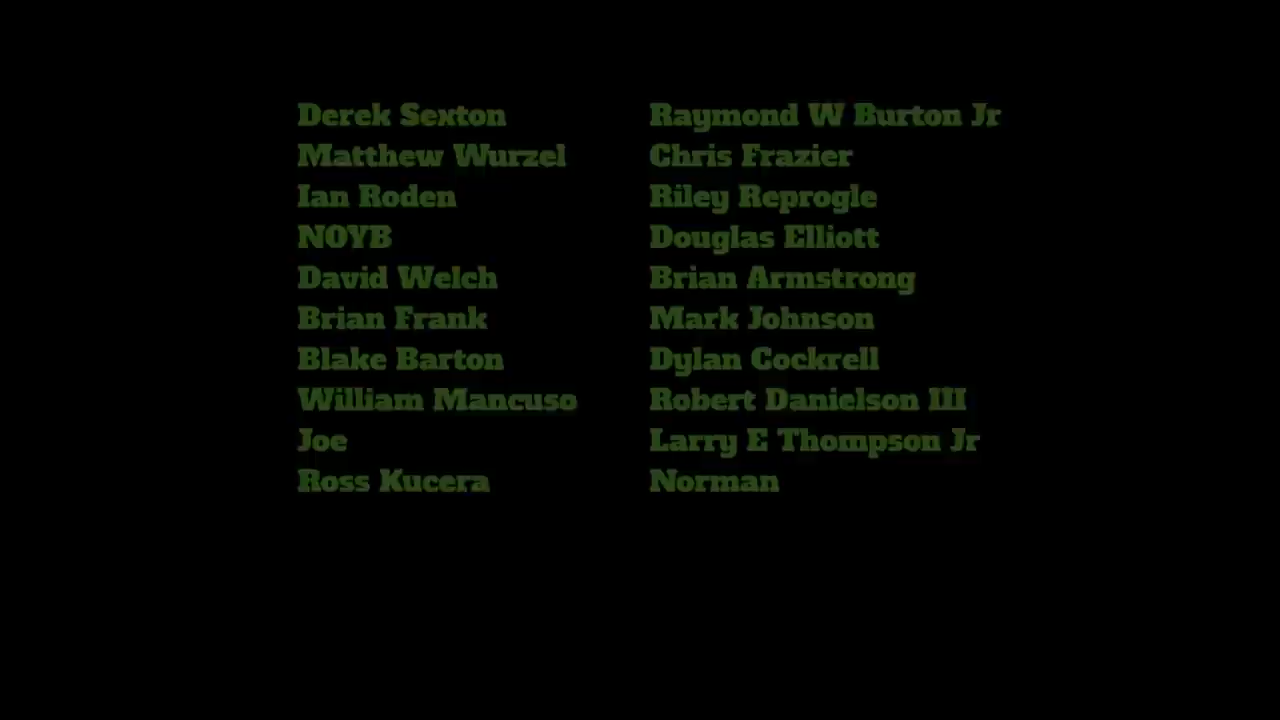 Derek Sexton
Matthew Wurzel
Ian Roden
NOYB
David Welch
Brian Frank
Blake Barton
William Mancuso
Joe
Ross Kucera
Raymond W Burton Jr
Chris Frazier
Riley Reprogle
Douglas Elliott
Brian Armstrong
Mark Johnson
Dylan Cockrell
Robert Danielson III
Larry E Thompson Jr
Norman